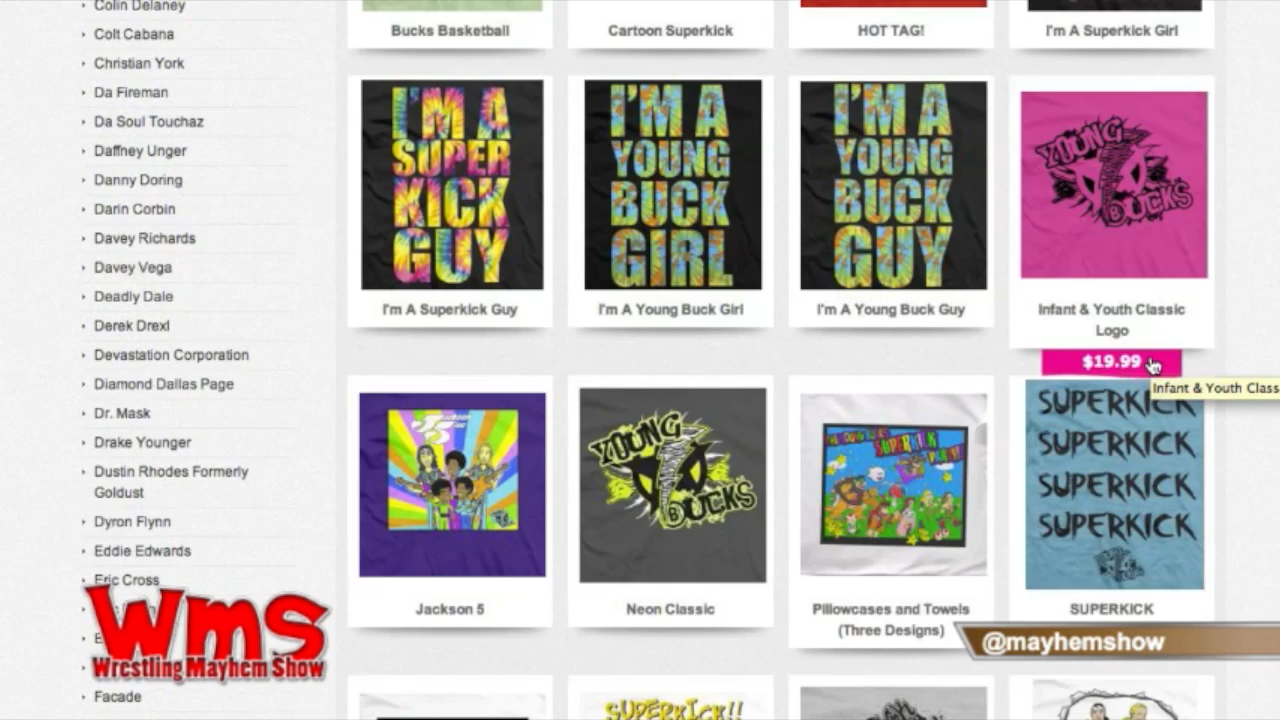 Colin Delaney
Colt Cabana
Christian York
Da Fireman
Da Soul Touchaz
Daffney Unger
Danny Doring
Darin Corbin
Davey Richards
Davey Vega
Deadly Dale
Derek Drexl
Devastation Corporation
Diamond Dallas Page
Dr. Mask
Drake Younger
Dustin Rhodes Formerly
Goldust
Dyron Flynn
Eddie Edwards
Eric Cross
E
Facade
Bucks Basketball
Cartoon Superkick
HOT TAG!
I'm A Superkick Girl
I'M A
SUPER
KICK
GUY
I'm A Superkick Guy
I'M A
YOUNG
BUCK
GIRL
I'm A Young Buck Girl
I'M A
YOUNG
BUCK
GUY
I'm A Young Buck Guy
YOUNG
BUCKS
Infant & Youth Classic
Logo
$19.99
Infant & Youth Class
Jackson 5
YOUNG
BUCKS
Neon Classic
SUPERKICK
PARTY!
Pillowcases and Towels
(Three Designs)
SUPERKICK
SUPERKICK
SUPERKICK
SUPERKICK
SUPERKICK
SUPERKICK!!
WMS
Wrestling Mayhem Show
@mayhemshow